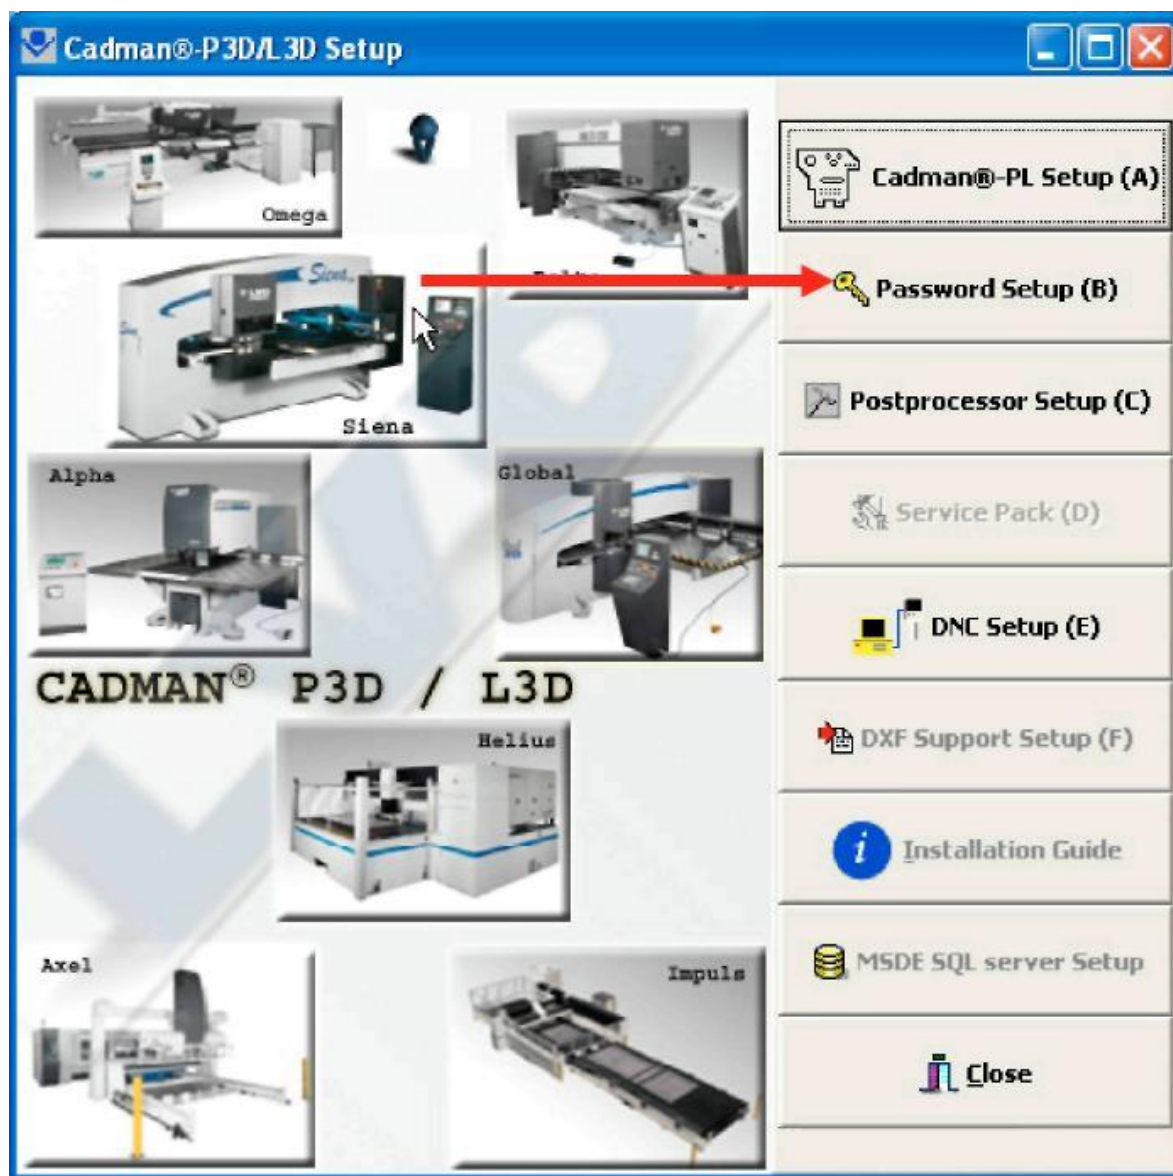 Cadman®-P3D/L3D Setup
Omega
Siena
Siena
Alpha
Global
CADMAN® P3D / L3D
Helius
Axel
Impuls
Cadman®-PL Setup (A)
Password Setup (B)
Postprocessor Setup (C)
Service Pack (D)
DNC Setup (E)
DXF Support Setup (F)
Installation Guide
MSDE SQL server Setup
Close